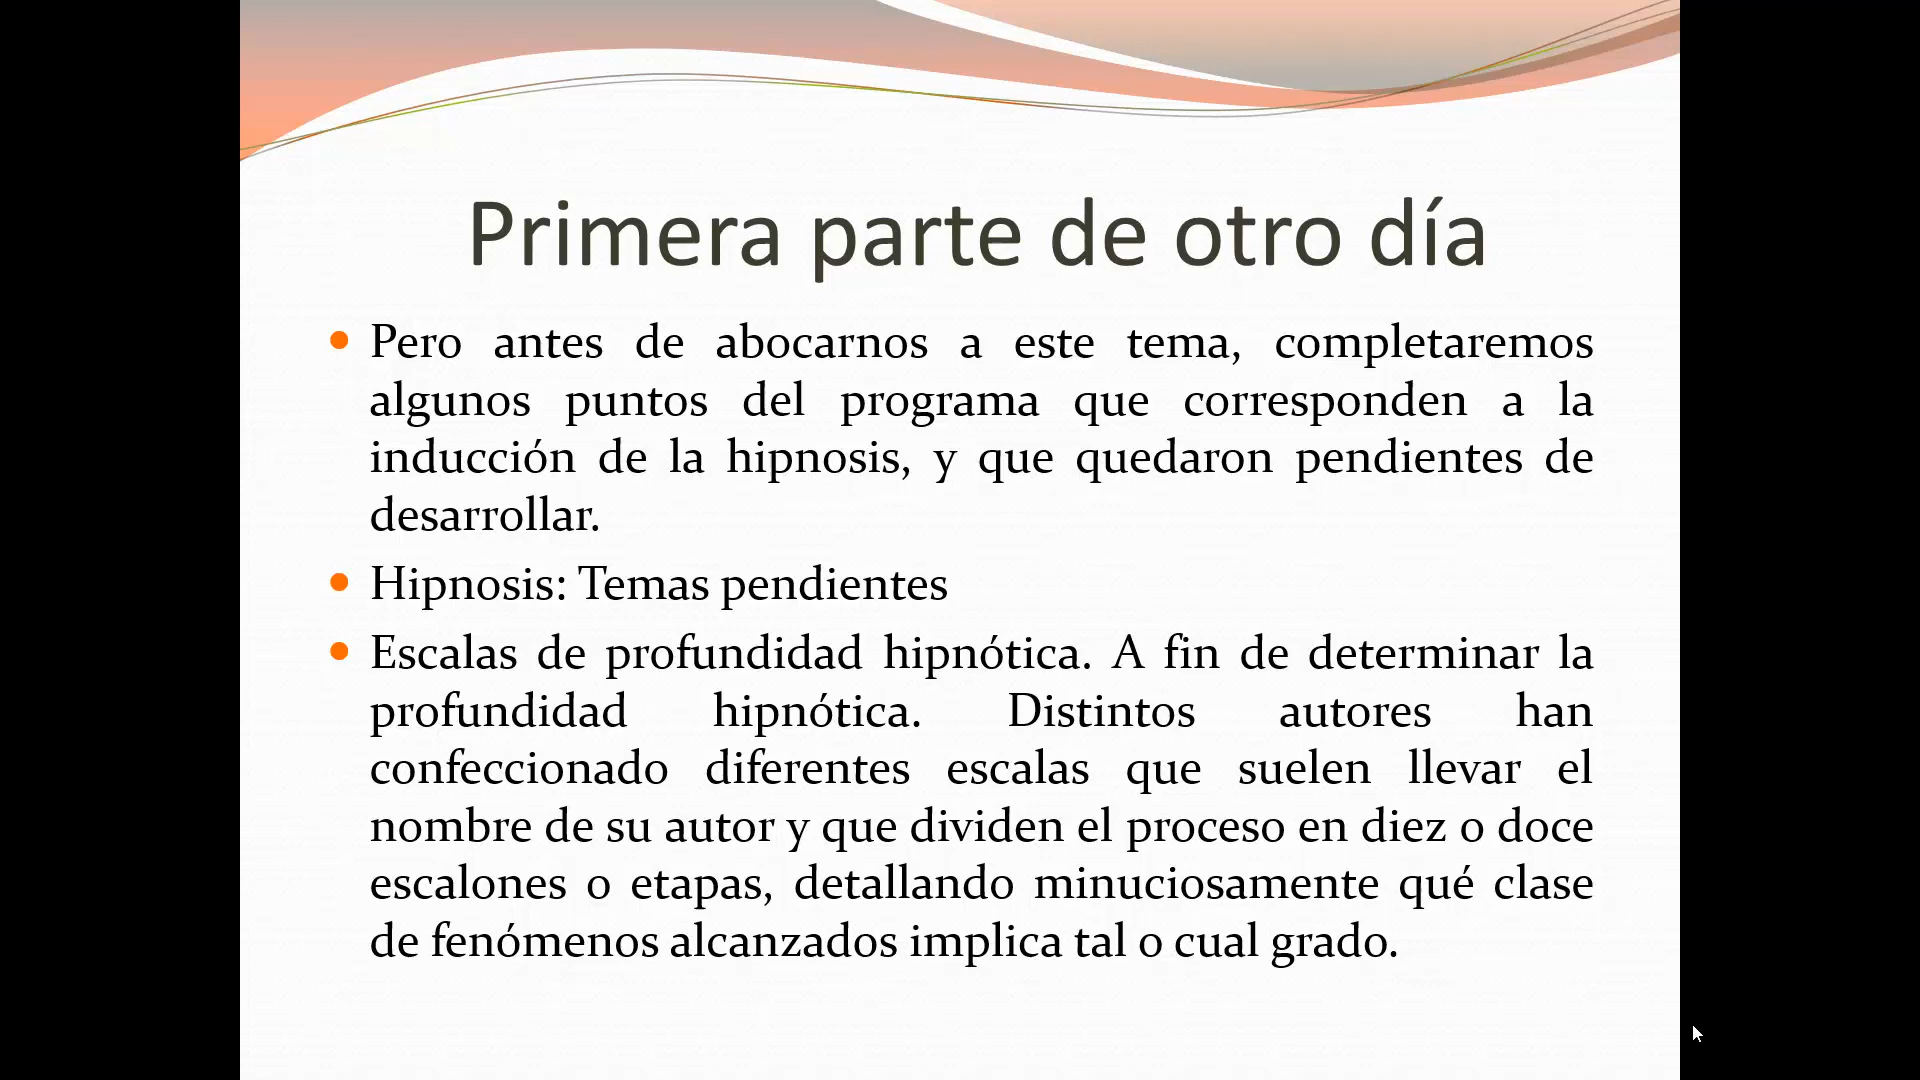 Primera parte de otro día
Pero antes de abocarnos a este tema, completaremos
algunos puntos del programa que corresponden a la
inducción de la hipnosis, y que quedaron pendientes de
desarrollar.
Hipnosis: Temas pendientes
Escalas de profundidad hipnótica. A fin de determinar la
profundidad hipnótica. Distintos autores han
confeccionado diferentes escalas que suelen llevar el
nombre de su autor y que dividen el proceso en diez o doce
escalones o etapas, detallando minuciosamente qué clase
de fenómenos alcanzados implica tal o cual grado.